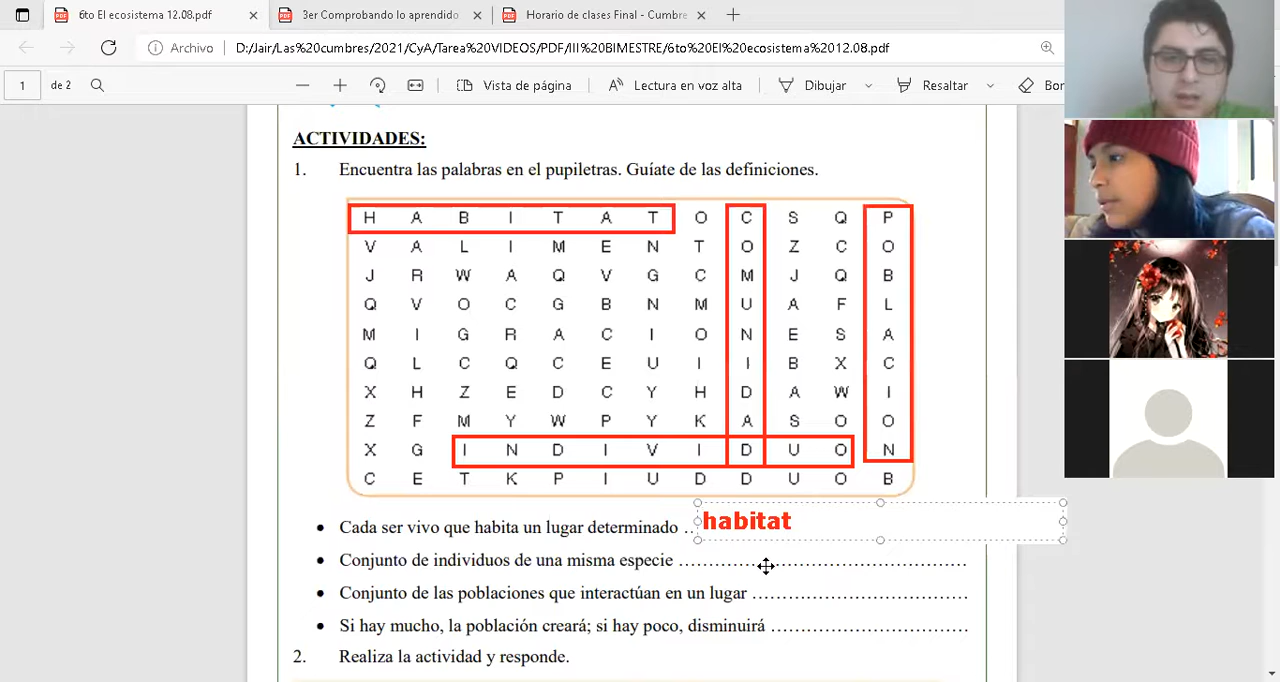 6to El ecosistema 12.08.pdf
3er Comprobando lo aprendido
Horario de clases Final - Cumbre
Archivo
D:/Jair/Las%20cumbres/2021/CyA/Tarea%20VIDEOS/PDF/III%20BIMESTRE/6to%20El%20ecosistema%2012.08.pdf
1 de 2
Vista de página
Lectura en voz alta
Dibujar
Resaltar
Bor
ACTIVIDADES:
1. Encuentra las palabras en el pupiletras. Guíate de las definiciones.
H A B I T A T O C S Q P
V A L I M E N T O Z C O
J R W A Q V G C M J Q B
Q V O C G B N M U A F L
M I G R A C I O N E S A
Q L C Q C E U I I B X C
X H Z E D C Y H D A W I
Z F M Y W P Y K A S O O
X G I N D I V I D U O N
C E T K P I U D D U O B
• Cada ser vivo que habita un lugar determinado .. habitat
• Conjunto de individuos de una misma especie ..........................................................
• Conjunto de las poblaciones que interactúan en un lugar ...........................................
• Si hay mucho, la población creará; si hay poco, disminuirá .......................................
2. Realiza la actividad y responde.